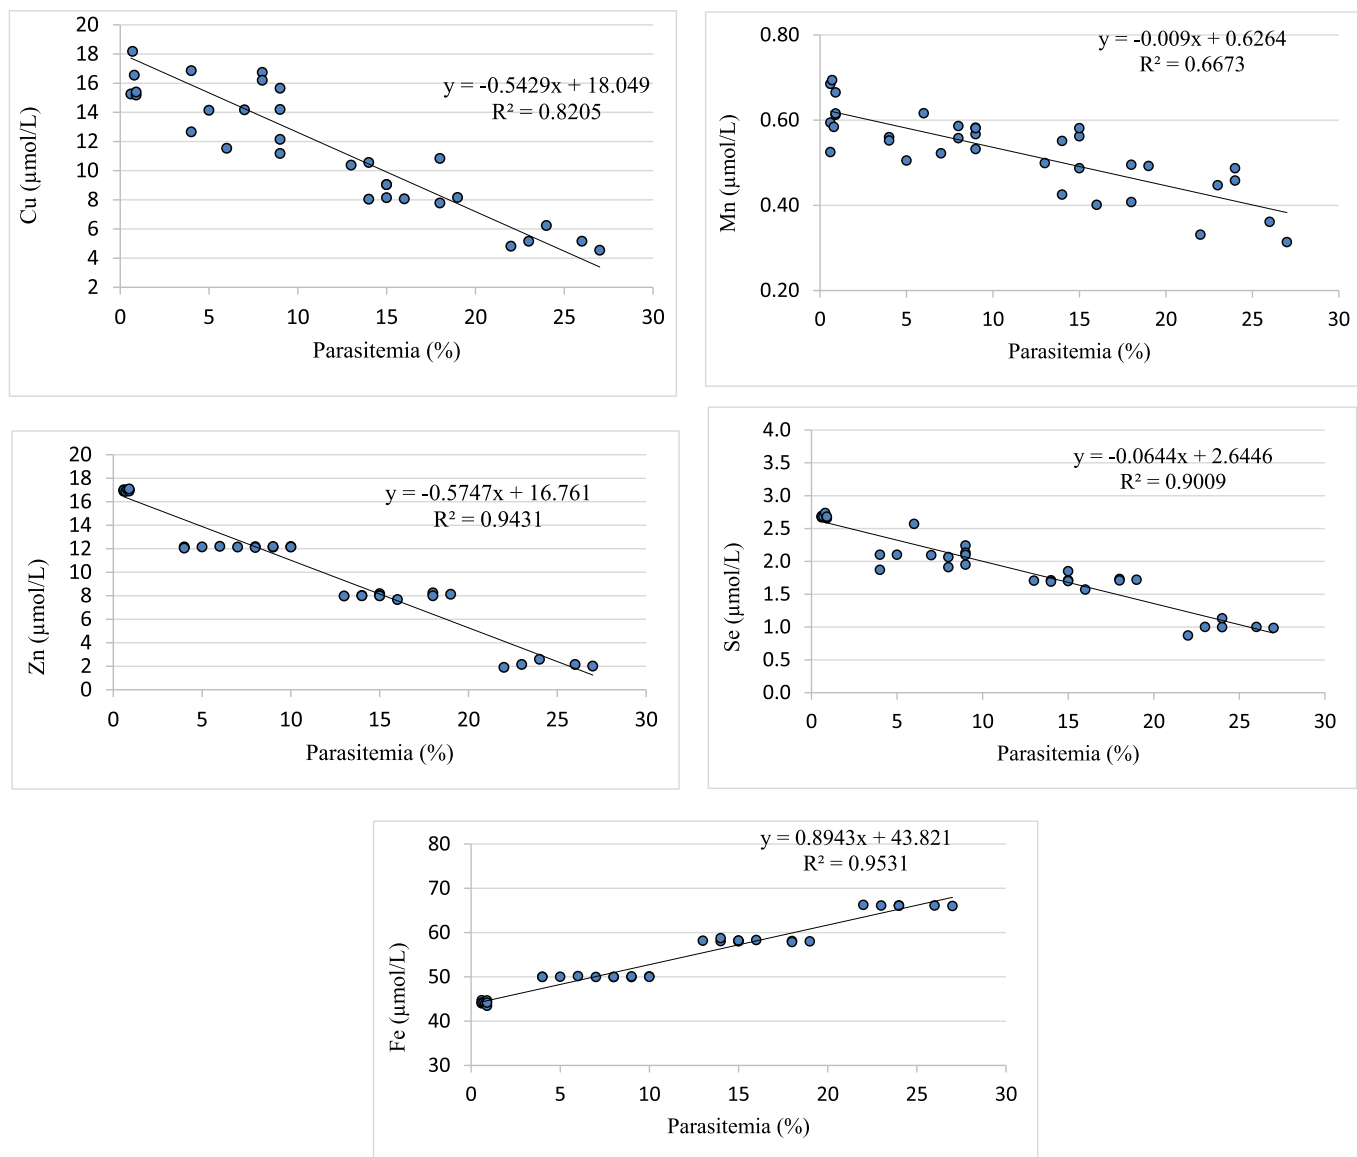 20
18
16
14
12
10
8
6
4
2
Cu (µmol/L)
y = -0.5429x + 18.049
R² = 0.8205
0 5 10 15 20 25 30
Parasitemia (%)
0.80
0.60
0.40
0.20
Mn (µmol/L)
y = -0.009x + 0.6264
R² = 0.6673
0 5 10 15 20 25 30
Parasitemia (%)
20
18
16
14
12
10
8
6
4
2
0
Zn (µmol/L)
y = -0.5747x + 16.761
R² = 0.9431
0 5 10 15 20 25 30
Parasitemia (%)
4.0
3.5
3.0
2.5
2.0
1.5
1.0
0.5
0.0
Se (µmol/L)
y = -0.0644x + 2.6446
R² = 0.9009
0 5 10 15 20 25 30
Parasitemia (%)
80
70
60
50
40
30
Fe (µmol/L)
y = 0.8943x + 43.821
R² = 0.9531
0 5 10 15 20 25 30
Parasitemia (%)